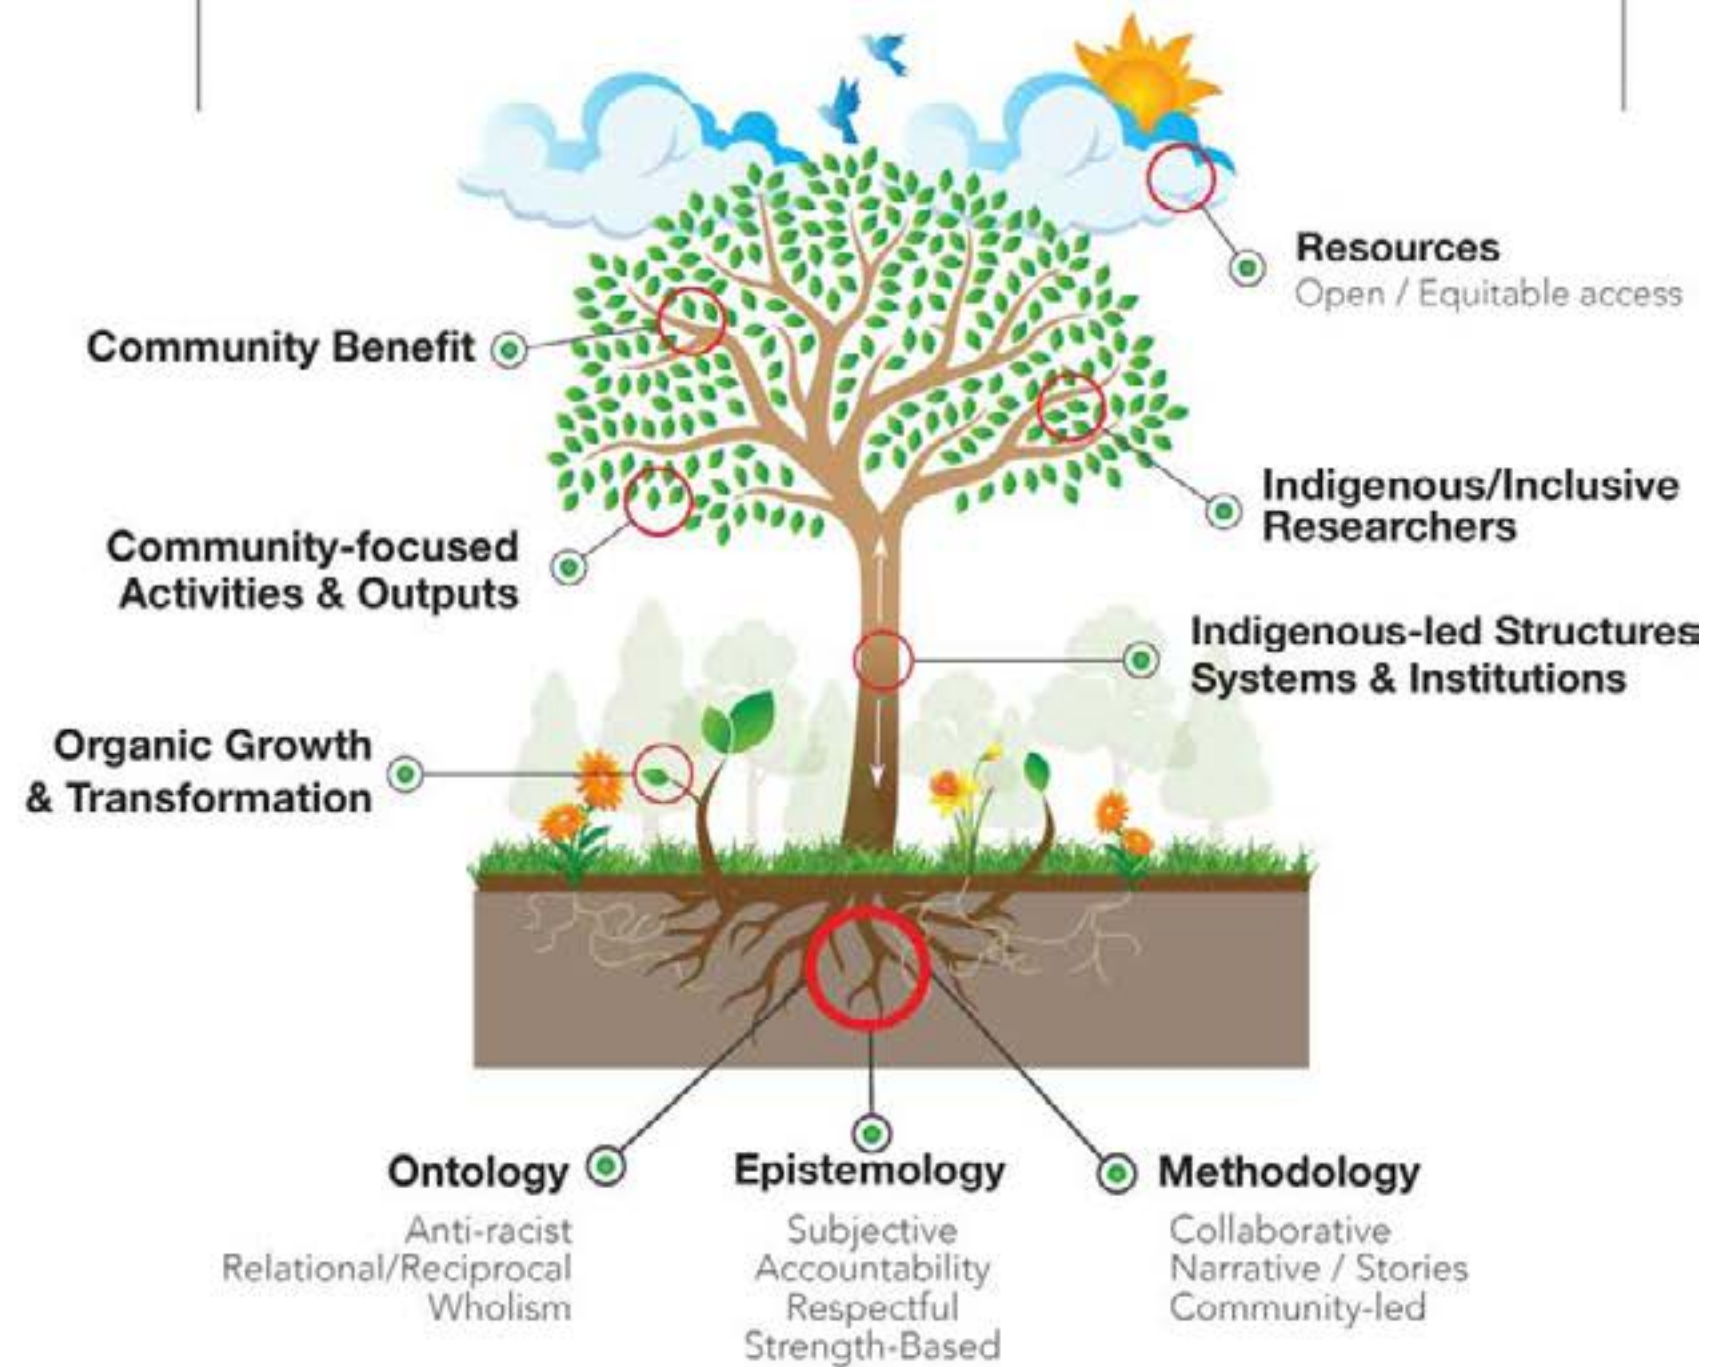 Resources
Open / Equitable access
Community Benefit
Indigenous/Inclusive
Researchers
Community-focused
Activities & Outputs
Indigenous-led Structures
Systems & Institutions
Organic Growth
& Transformation
Ontology
Anti-racist
Relational/Reciprocal
Wholism
Epistemology
Subjective
Accountability
Respectful
Strength-Based
Methodology
Collaborative
Narrative / Stories
Community-led